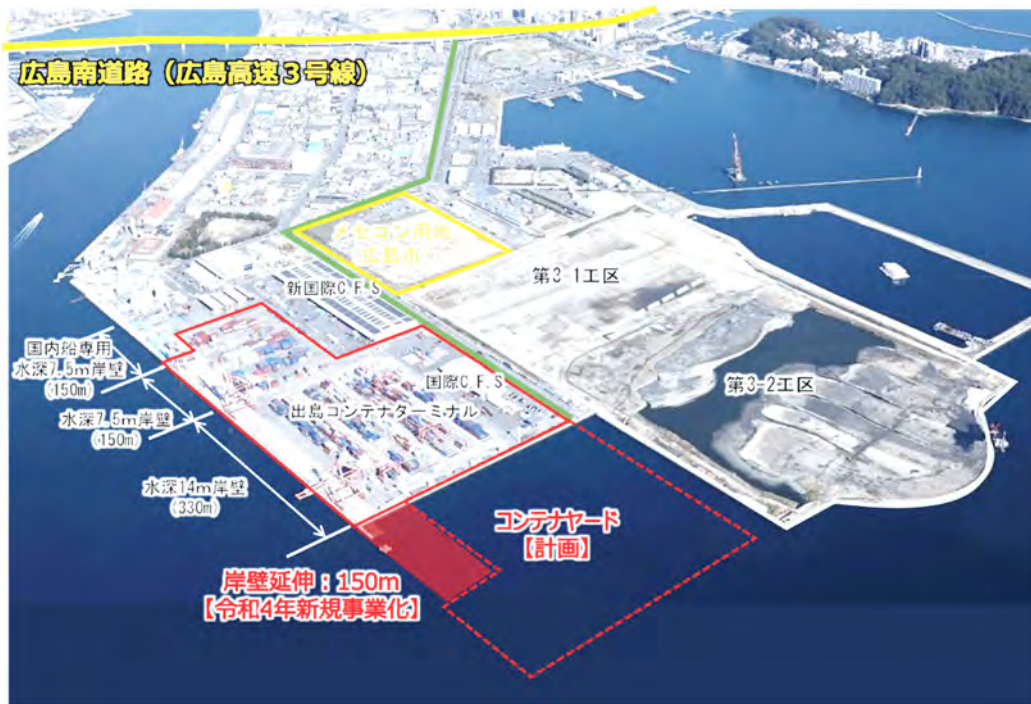 広島南道路（広島高速3号線）
メセコン用地
広島市
第3-1工区
新国際C.F.S
国内船専用
水深7.5m岸壁
(150m)
国際C.F.S
第3-2工区
出島コンテナターミナル
水深7.5m岸壁
(150m)
水深14m岸壁
(330m)
コンテナヤード
【計画】
岸壁延伸：150m
【令和4年新規事業化】